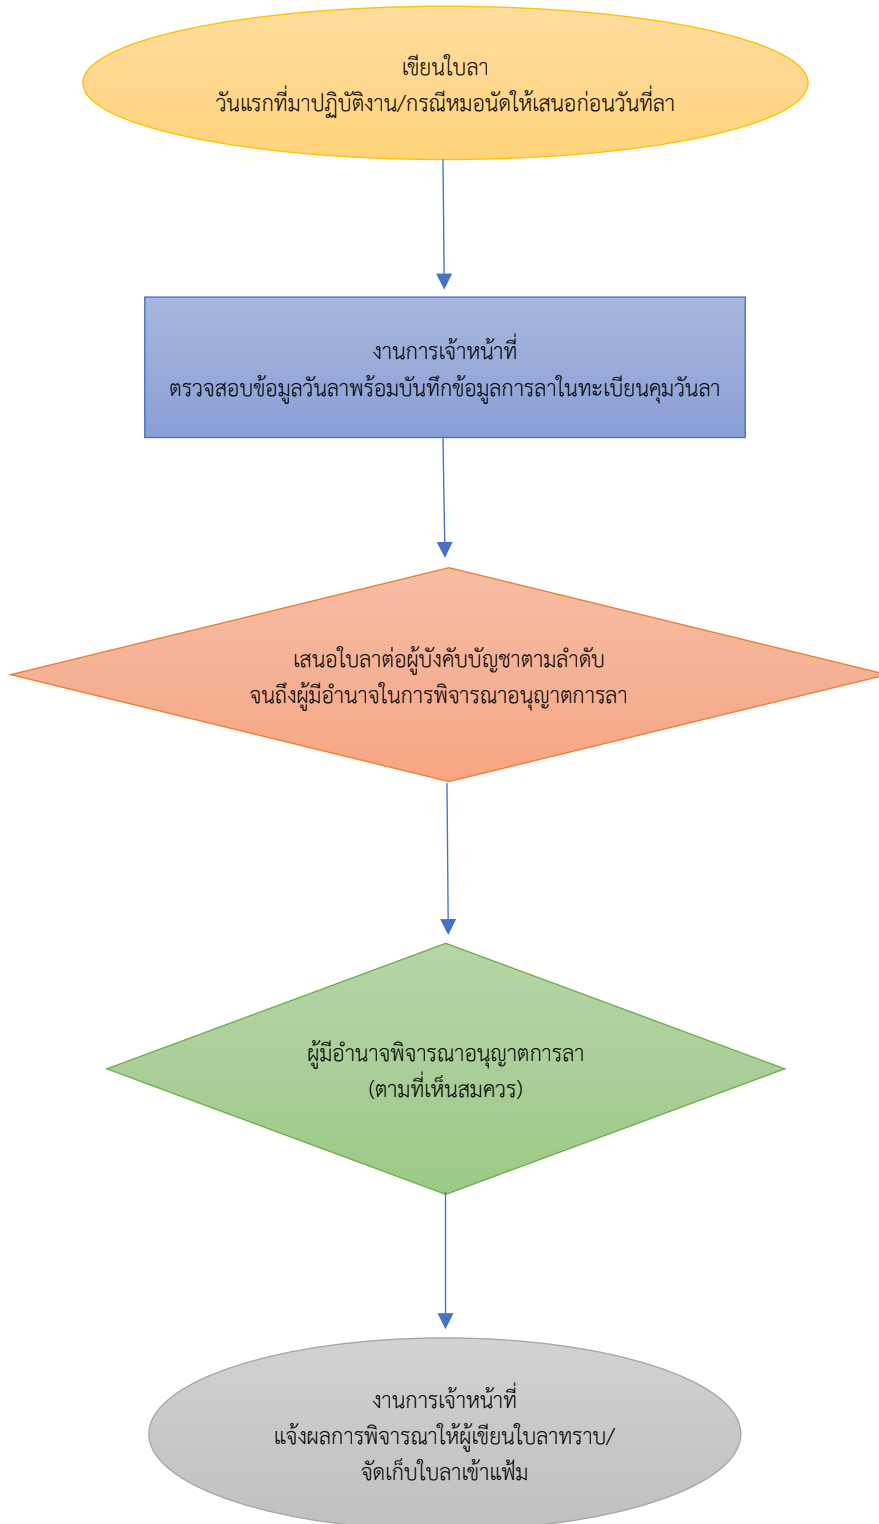 เขียนใบลา
วันแรกที่มาปฏิบัติงาน/กรณีหมอนัดให้เสนอก่อนวันที่ลา
งานการเจ้าหน้าที่
ตรวจสอบข้อมูลวันลาพร้อมบันทึกข้อมูลการลาในทะเบียนคุมวันลา
เสนอใบลาต่อผู้บังคับบัญชาตามลำดับ
จนถึงผู้มีอำนาจในการพิจารณาอนุญาตการลา
ผู้มีอำนาจพิจารณาอนุญาตการลา
(ตามที่เห็นสมควร)
งานการเจ้าหน้าที่
แจ้งผลการพิจารณาให้ผู้เขียนใบลาทราบ/
จัดเก็บใบลาเข้าแฟ้ม